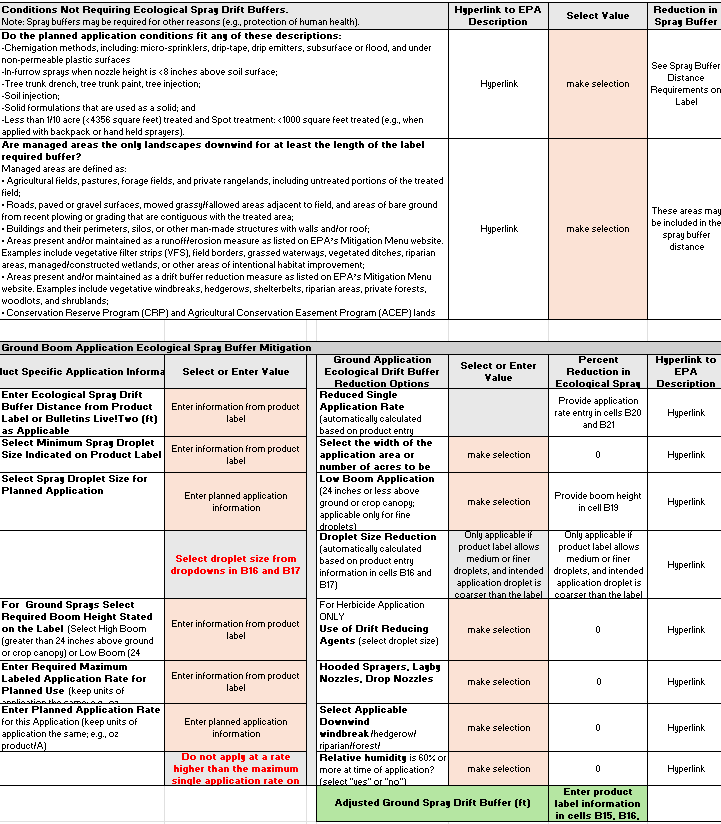 Conditions Not Requiring Ecological Spray Drift Buffers.
Note: Spray buffers may be required for other reasons (e.g., protection of human health).
Hyperlink to EPA
Description
Select Value
Reduction in
Spray Buffer
Do the planned application conditions fit any of these descriptions:
-Chemigation methods, including: micro-sprinklers, drip-tape, drip emitters, subsurface or flood, and under
non-permeable plastic surfaces
-In-furrow sprays when nozzle height is <8 inches above soil surface;
-Tree trunk drench, tree trunk paint, tree injection;
-Soil injection;
-Solid formulations that are used as a solid; and
-Less than 1/10 acre (<4356 square feet) treated and Spot treatment: <1000 square feet treated (e.g., when
applied with backpack or hand held sprayers).
Hyperlink
make selection
See Spray Buffer
Distance
Requirements on
Label
Are managed areas the only landscapes downwind for at least the length of the label
required buffer?
Managed areas are defined as:
• Agricultural fields, pastures, forage fields, and private rangelands, including untreated portions of the treated
field;
• Roads, paved or gravel surfaces, mowed grassy/fallowed areas adjacent to field, and areas of bare ground
from recent plowing or grading that are contiguous with the treated area;
• Buildings and their perimeters, silos, or other man-made structures with walls and/or roof;
• Areas present and/or maintained as a runoff/erosion measure as listed on EPA's Mitigation Menu website.
Examples include vegetative filter strips (VFS), field borders, grassed waterways, vegetated ditches, riparian
areas, managed/constructed wetlands, or other areas of intentional habitat improvement;
• Areas present and/or maintained as a drift buffer reduction measure as listed on EPA's Mitigation Menu
website. Examples include vegetative windbreaks, hedgerows, shelterbelts, riparian areas, private forests,
woodlots, and shrublands;
• Conservation Reserve Program (CRP) and Agricultural Conservation Easement Program (ACEP) lands
Hyperlink
make selection
These areas may
be included in the
spray buffer
distance
Ground Boom Application Ecological Spray Buffer Mitigation
uct Specific Application Informa
Select or Enter Value
Ground Application
Ecological Drift Buffer
Reduction Options
Select or Enter
Value
Percent
Reduction in
Ecological Spray
Hyperlink to
EPA
Description
Enter Ecological Spray Drift
Buffer Distance from Product
Label or Bulletins Live!Two (ft)
as Applicable
Enter information from product
label
Reduced Single
Application Rate
(automatically calculated
based on product entry
Provide application
rate entry in cells B20
and B21
Hyperlink
Select Minimum Spray Droplet
Size Indicated on Product Label
Enter information from product
label
Select the width of the
application area or
number of acres to be
make selection
0
Hyperlink
Select Spray Droplet Size for
Planned Application
Enter planned application
information
Low Boom Application
(24 inches or less above
ground or crop canopy;
applicable only for fine
droplets)
make selection
Provide boom height
in cell B19
Hyperlink
Select droplet size from
dropdowns in B16 and B17
Droplet Size Reduction
(automatically calculated
based on product entry
information in cells B16 and
B17)
Only applicable if
product label allows
medium or finer
droplets, and intended
application droplet is
coarser than the label
Only applicable if
product label allows
medium or finer
droplets, and intended
application droplet is
coarser than the label
Hyperlink
For Ground Sprays Select
Required Boom Height Stated
on the Label (Select High Boom
(greater than 24 inches above ground
or crop canopy) or Low Boom (24
Enter information from product
label
For Herbicide Application
ONLY
Use of Drift Reducing
Agents (select droplet size)
make selection
0
Hyperlink
Enter Required Maximum
Labeled Application Rate for
Planned Use (keep units of
application the same; e.g., oz
Enter information from product
label
Hooded Sprayers, Layby
Nozzles, Drop Nozzles
make selection
0
Hyperlink
Enter Planned Application Rate
for this Application (keep units of
application the same; e.g., oz
product/A)
Enter planned application
information
Select Applicable
Downwind
windbreak/hedgerow/
riparian/forest/
make selection
0
Hyperlink
Do not apply at a rate
higher than the maximum
single application rate on
Relative humidity is 60% or
more at time of application?
(select "yes" or "no")
make selection
0
Hyperlink
Adjusted Ground Spray Drift Buffer (ft)
Enter product
label information
in cells B15, B16,